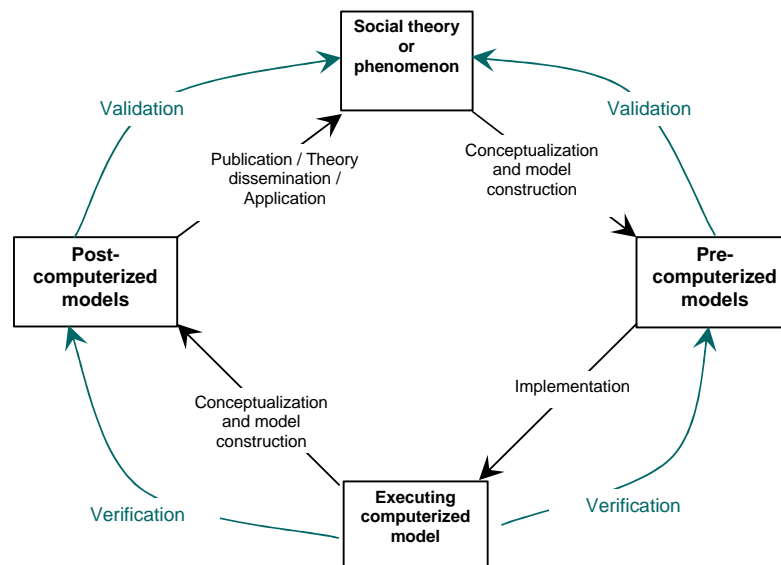 Social theory
or
phenomenon
Validation
Validation
Publication / Theory
dissemination /
Application
Conceptualization
and model
construction
Post-
computerized
models
Pre-
computerized
models
Conceptualization
and model
construction
Implementation
Executing
computerized
model
Verification
Verification